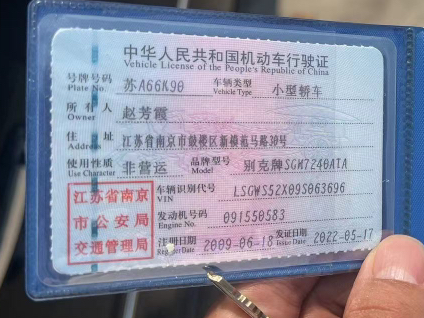 中华人民共和国机动车行驶证
Vehicle License of the People's Republic of China
号牌号码 Plate No. 苏A66K90 车辆类型 Vehicle Type 小型轿车
所有人 Owner 赵芳霞
住址 Address 江苏省南京市鼓楼区新模范马路30号
使用性质 Use Character 非营运 品牌型号 Model 别克牌SGM7240ATA
车辆识别代号 VIN LSGWS52X09S063696
发动机号码 Engine No. 091550583
注册日期 Register Date 2009-06-18 发证日期 Issue Date 2022-05-17
江苏省南京
市公安局
交通管理局